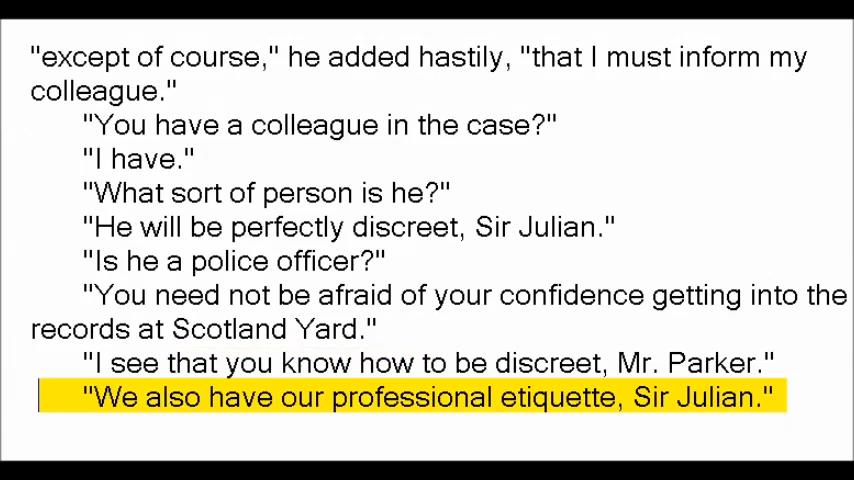 "except of course," he added hastily, "that I must inform my
colleague."
"You have a colleague in the case?"
"I have."
"What sort of person is he?"
"He will be perfectly discreet, Sir Julian."
"Is he a police officer?"
"You need not be afraid of your confidence getting into the
records at Scotland Yard."
"I see that you know how to be discreet, Mr. Parker."
"We also have our professional etiquette, Sir Julian."